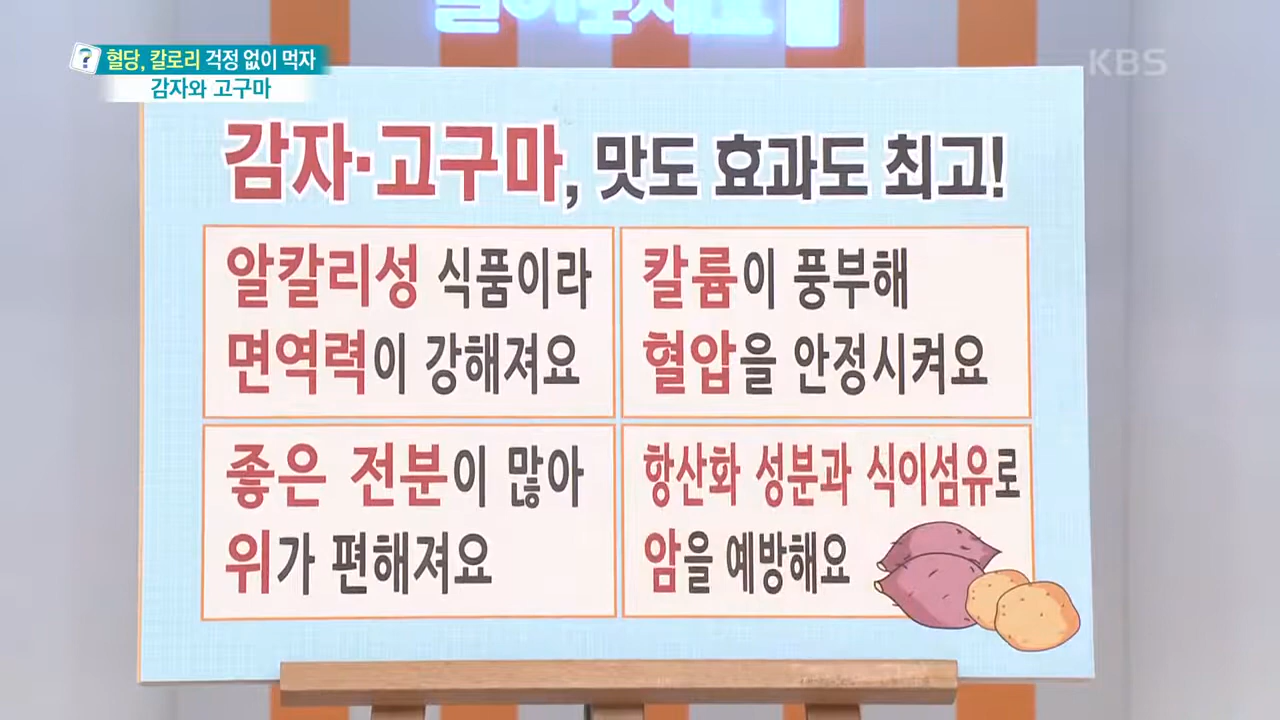 혈당, 칼로리 걱정 없이 먹자
감자와 고구마
KBS
감자·고구마, 맛도 효과도 최고!
알칼리성 식품이라
면역력이 강해져요
칼륨이 풍부해
혈압을 안정시켜요
좋은 전분이 많아
위가 편해져요
항산화 성분과 식이섬유로
암을 예방해요